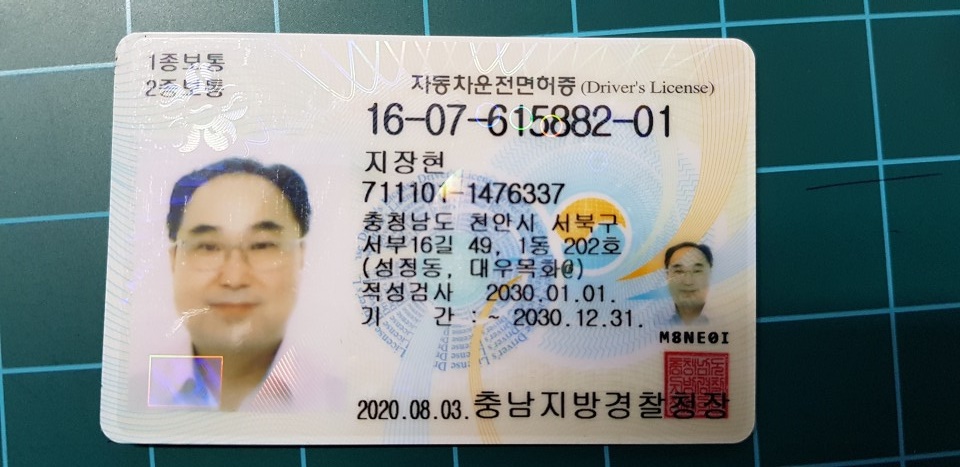 1종보통
2종보통
자동차운전면허증 (Driver's License)
16-07-615882-01
지장현
711101-1476337
충청남도 천안시 서북구
서부16길 49, 1동 202호
(성정동, 대우목화@)
적성검사 2030.01.01.
기 간 : ~ 2030.12.31.
M8NE0I
2020.08.03. 충남지방경찰청장